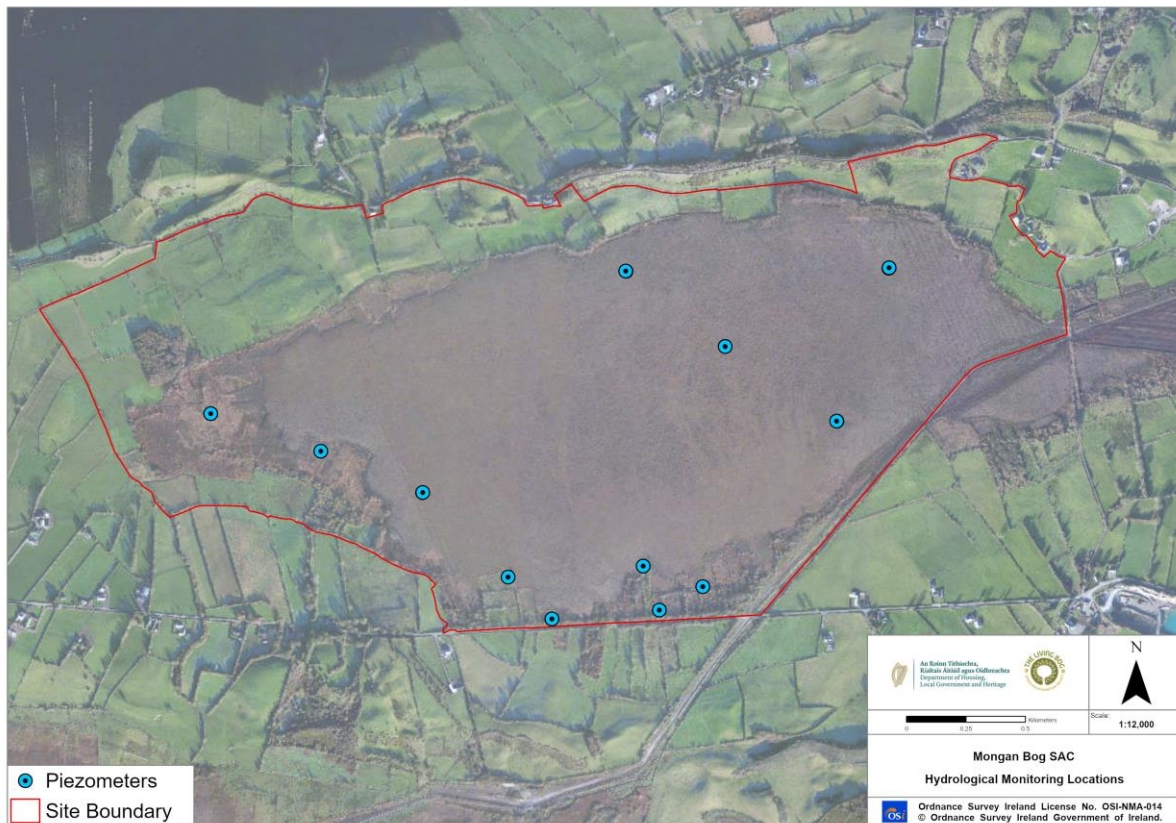 Piezometers
Site Boundary
An Roinn Tithíochta,
Rialtais Áitiúil agus Oidhreachta
Department of Housing,
Local Government and Heritage
THE LIVING BOG
N
Kilometers
0 0.25 0.5
Scale:
1:12,000
Mongan Bog SAC
Hydrological Monitoring Locations
OSi
Ordnance Survey Ireland License No. OSI-NMA-014
© Ordnance Survey Ireland Government of Ireland.